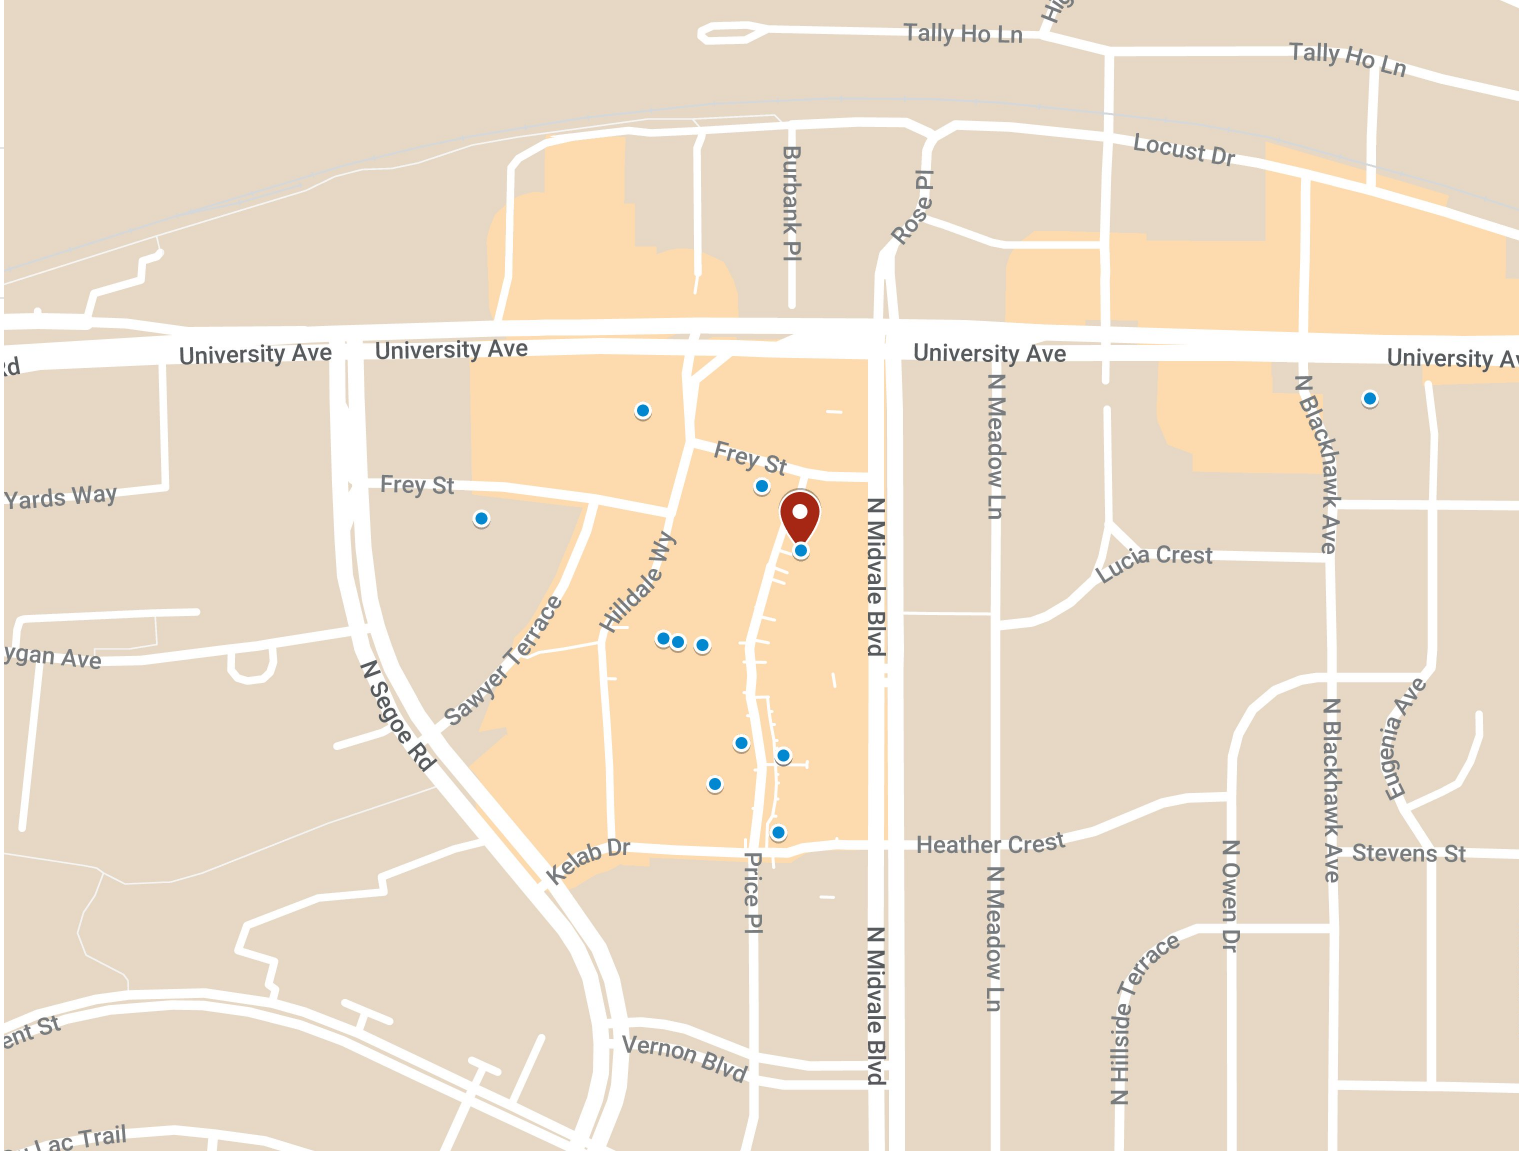 Tally Ho Ln
Tally Ho Ln
Locust Dr
Burbank Pl
Rose Pl
University Ave
University Ave
University Ave
University Av
N Meadow Ln
N Blackhawk Ave
Frey St
Frey St
Yards Way
N Midvale Blvd
Hilldale Wy
Lucia Crest
Sawyer Terrace
ygan Ave
N Segoe Rd
Eugenia Ave
N Blackhawk Ave
Kelab Dr
Heather Crest
Stevens St
Price Pl
N Owen Dr
N Meadow Ln
N Midvale Blvd
N Hillside Terrace
ent St
Vernon Blvd
Lac Trail